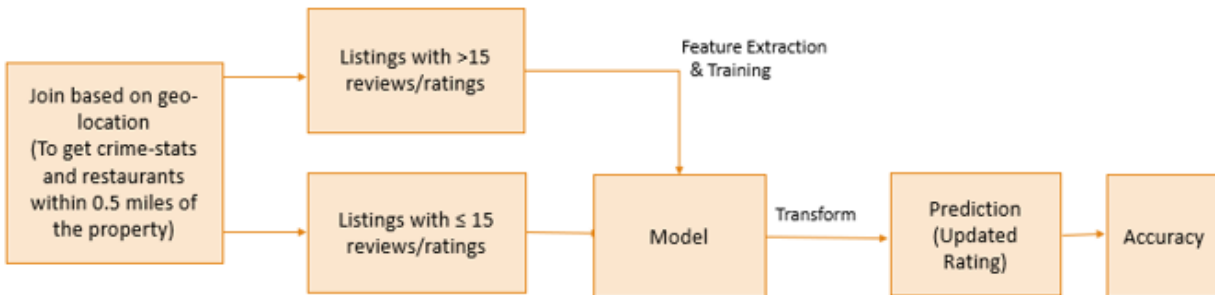 Join based on geo-
location
(To get crime-stats
and restaurants
within 0.5 miles of
the property)
Listings with >15
reviews/ratings
Feature Extraction
& Training
Listings with ≤ 15
reviews/ratings
Model
Transform
Prediction
(Updated
Rating)
Accuracy